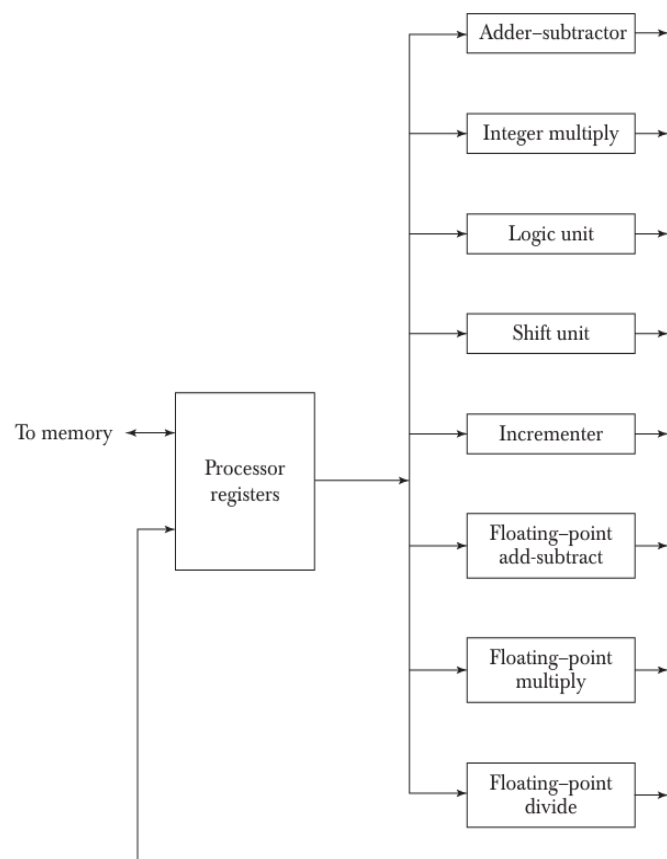 Adder–subtractor
Integer multiply
Logic unit
Shift unit
To memory
Processor
registers
Incrementer
Floating–point
add-subtract
Floating–point
multiply
Floating–point
divide